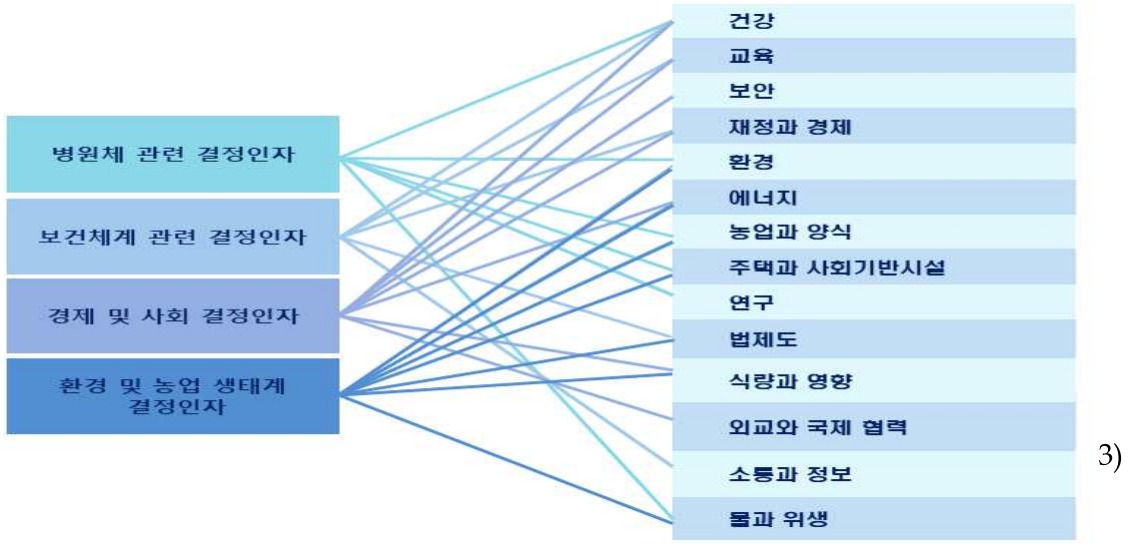 병원체 관련 결정인자
보건체계 관련 결정인자
경제 및 사회 결정인자
환경 및 농업 생태계
결정인자
건강
교육
보안
재정과 경제
환경
에너지
농업과 양식
주택과 사회기반시설
연구
법제도
식량과 영향
외교와 국제 협력
소통과 정보
물과 위생
3)